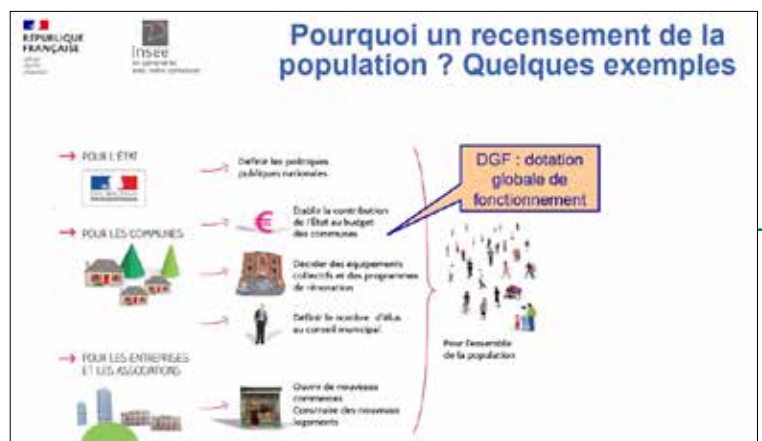 RÉPUBLIQUE
FRANÇAISE
Insee
Pourquoi un recensement de la
population ? Quelques exemples
→ POUR L'ÉTAT
Définir les politiques
publiques nationales.
DGF : dotation
globale de
fonctionnement
€
Établir la contribution
de l'État au budget
des communes
→ POUR LES COMMUNES
Décider des équipements
collectifs et des programmes
de rénovation
Définir le nombre d'élus
au conseil municipal.
Pour l'ensemble
de la population
→ POUR LES ENTREPRISES
ET LES ASSOCIATIONS
Ouvrir de nouveaux
commerces
Construire des nouveaux
logements